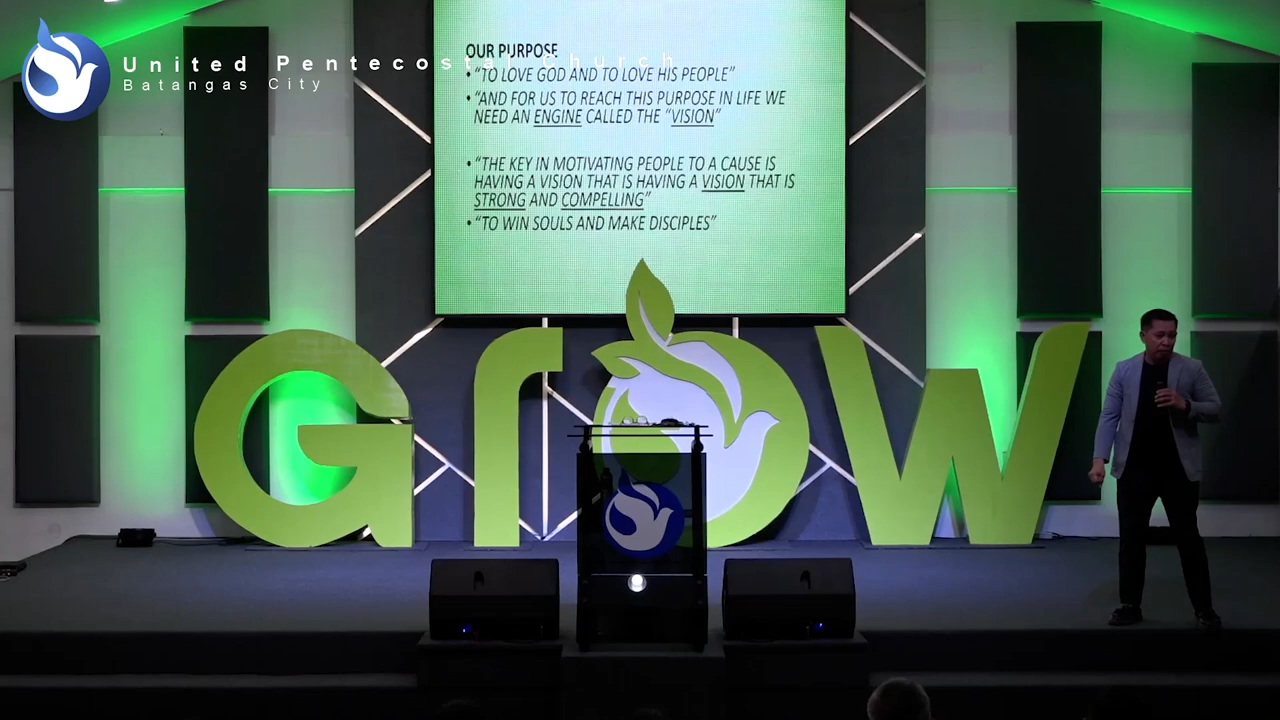 United Pentecostal Church
Batangas City
OUR PURPOSE
• "TO LOVE GOD AND TO LOVE HIS PEOPLE"
• "AND FOR US TO REACH THIS PURPOSE IN LIFE WE
NEED AN ENGINE CALLED THE "VISION"
• "THE KEY IN MOTIVATING PEOPLE TO A CAUSE IS
HAVING A VISION THAT IS HAVING A VISION THAT IS
STRONG AND COMPELLING"
• "TO WIN SOULS AND MAKE DISCIPLES"
Grow